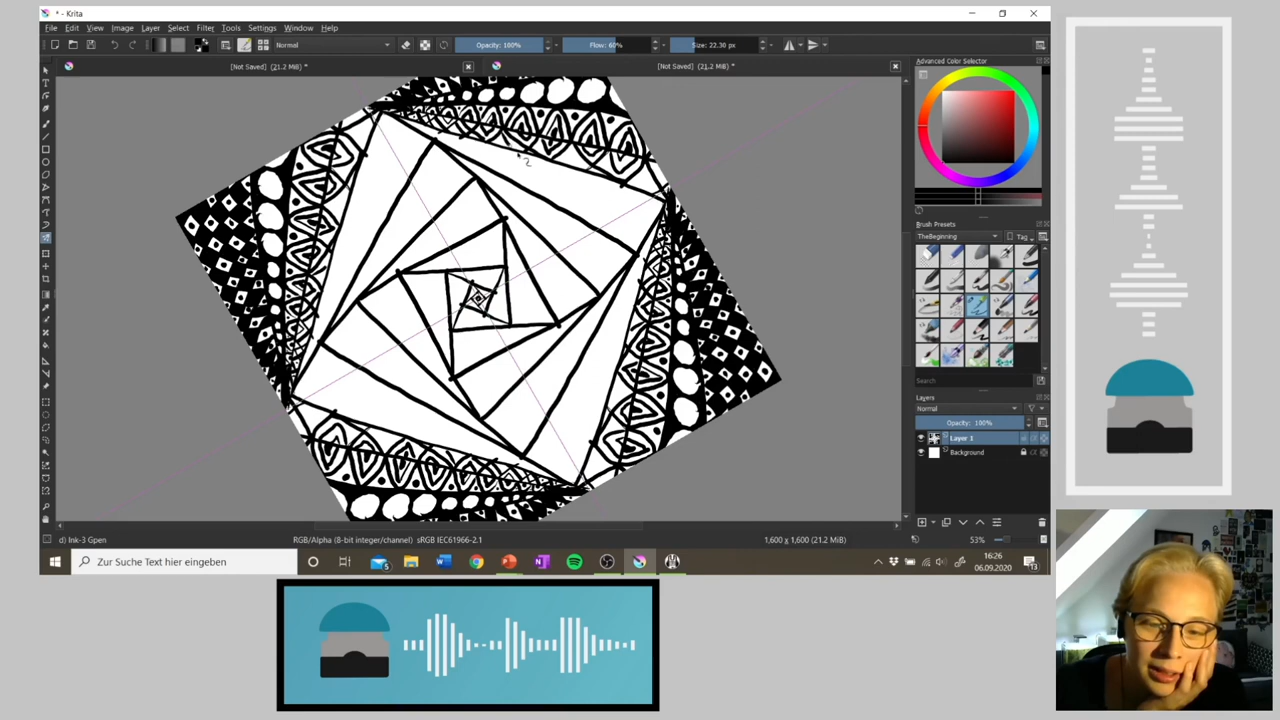 * - Krita
File Edit View Image Layer Select Filter Tools Settings Window Help
Normal Opacity: 100% Flow: 60% Size: 22.30 px
[Not Saved] (21.2 MiB) * [Not Saved] (21.2 MiB) *
Advanced Color Selector
Brush Presets
TheBeginning Tag
Search
Layers
Normal
Opacity: 100%
Layer 1
Background
d) Ink-3 Gpen RGB/Alpha (8-bit integer/channel) sRGB IEC61966-2.1 1,600 x 1,600 (21.2 MiB) 53%
Zur Suche Text hier eingeben
5
16:26
06.09.2020
13